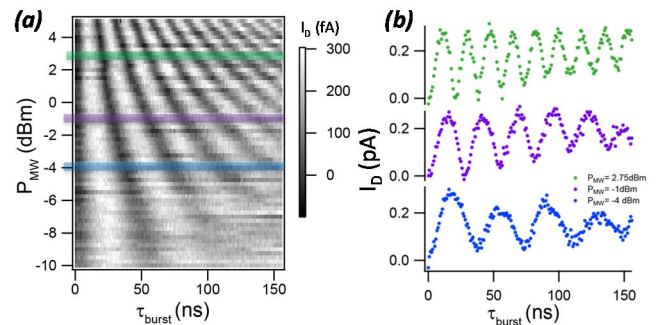 (a)
I_D (fA)
300
200
100
0
4
2
0
-2
-4
-6
-8
-10
P_MW (dBm)
0
50
100
150
τ_burst (ns)
(b)
0.2
0.0
0.2
0.0
0.2
0.0
I_D (pA)
P_MW= 2.75dBm
P_MW= -1dBm
P_MW= -4 dBm
0
50
100
150
τ_burst (ns)